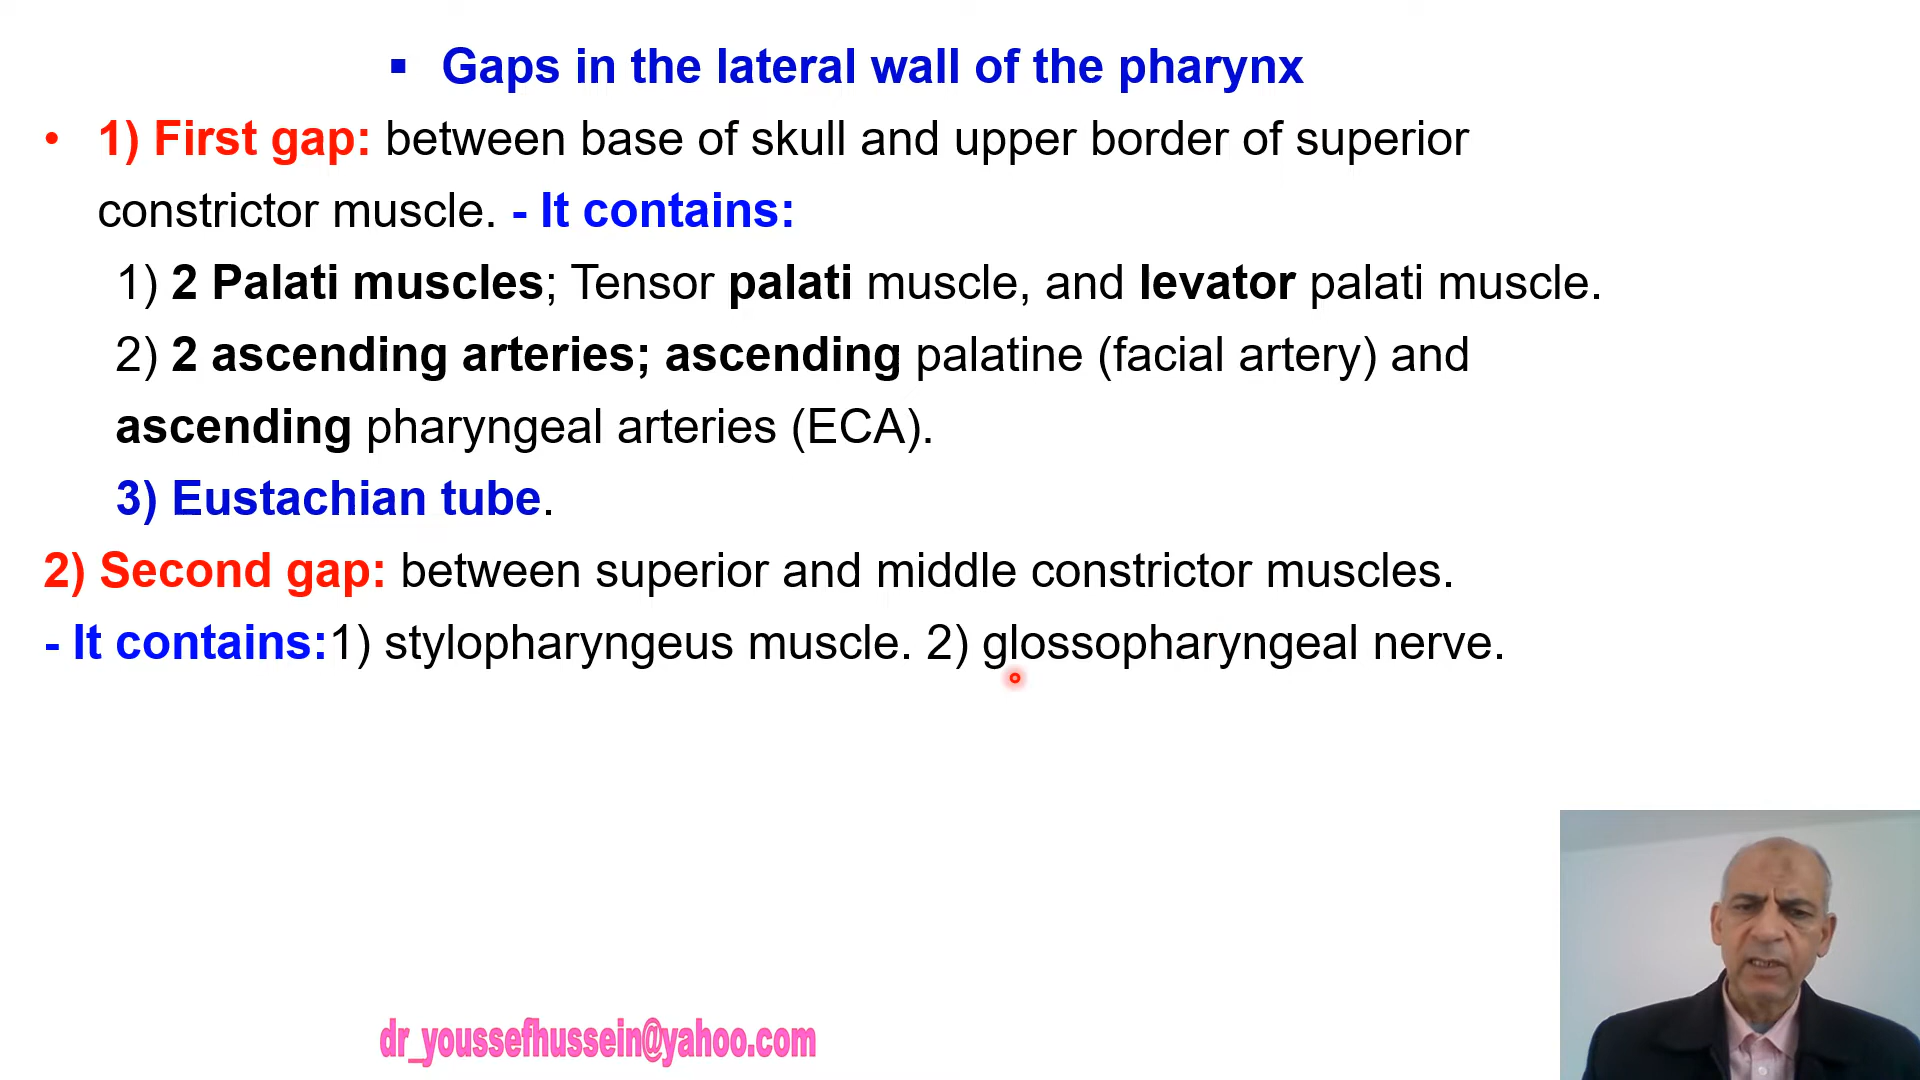 ▪ Gaps in the lateral wall of the pharynx
• 1) First gap: between base of skull and upper border of superior
constrictor muscle. - It contains:
1) 2 Palati muscles; Tensor palati muscle, and levator palati muscle.
2) 2 ascending arteries; ascending palatine (facial artery) and
ascending pharyngeal arteries (ECA).
3) Eustachian tube.
2) Second gap: between superior and middle constrictor muscles.
- It contains:1) stylopharyngeus muscle. 2) glossopharyngeal nerve.
dr_youssefhussein@yahoo.com